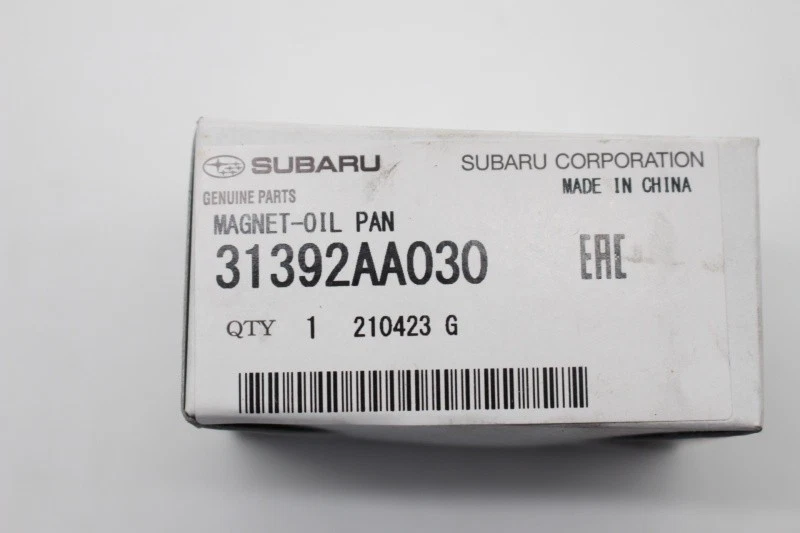 SUBARU SUBARU CORPORATION
GENUINE PARTS MADE IN CHINA
MAGNET-OIL PAN
31392AA030 EAC
QTY 1 210423 G